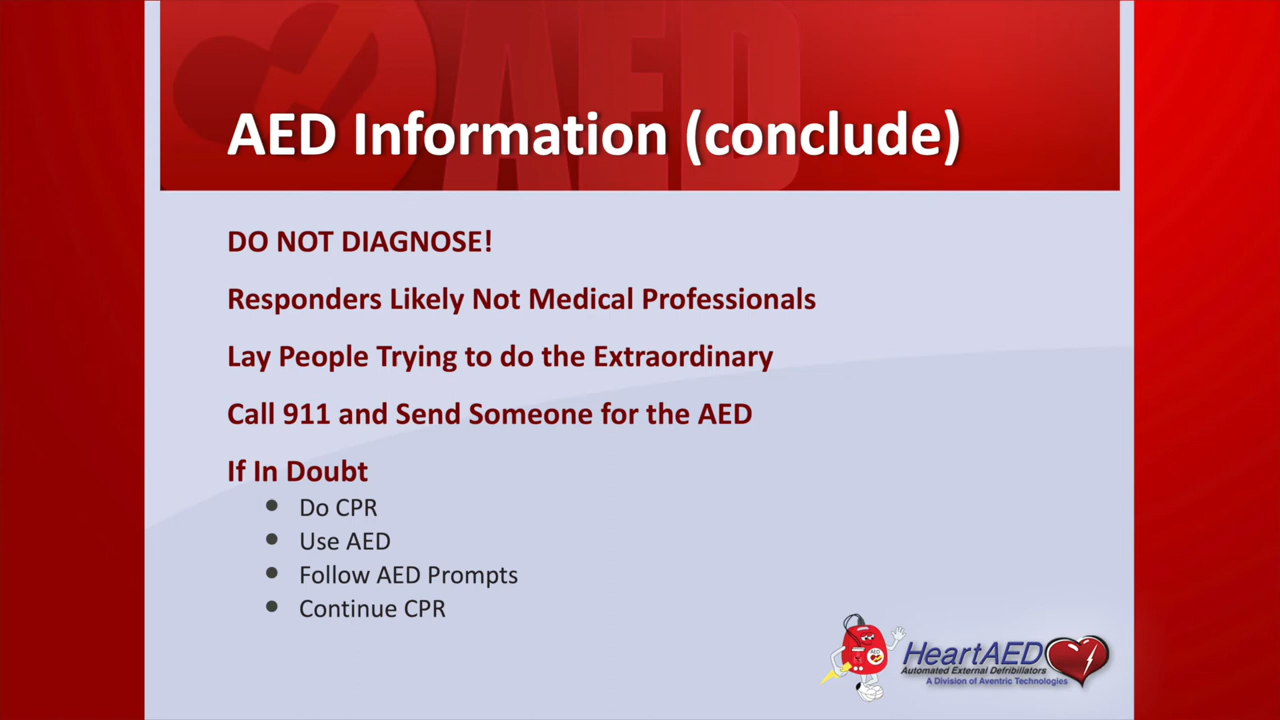 AED
AED Information (conclude)
DO NOT DIAGNOSE!
Responders Likely Not Medical Professionals
Lay People Trying to do the Extraordinary
Call 911 and Send Someone for the AED
If In Doubt
• Do CPR
• Use AED
• Follow AED Prompts
• Continue CPR
AED
HeartAED
Automated External Defibrillators
A Division of Aventric Technologies